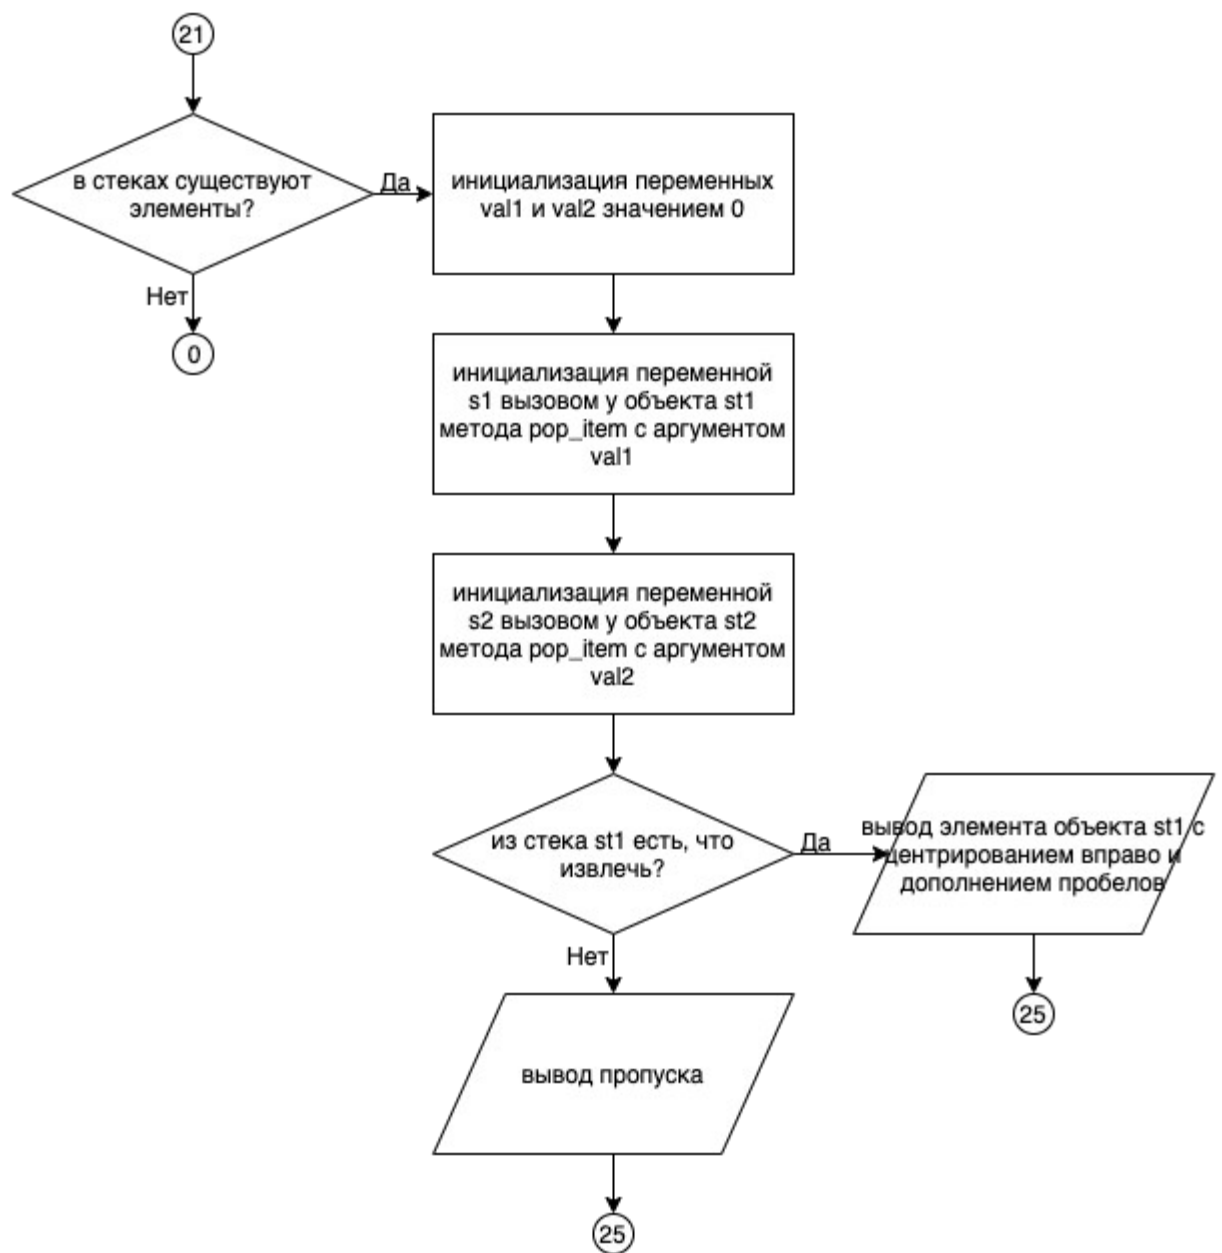 21
в стеках существуют
элементы?
Да
инициализация переменных
val1 и val2 значением 0
Нет
0
инициализация переменной
s1 вызовом у объекта st1
метода pop_item с аргументом
val1
инициализация переменной
s2 вызовом у объекта st2
метода pop_item с аргументом
val2
из стека st1 есть, что
извлечь?
Да
вывод элемента объекта st1 с
центрированием вправо и
дополнением пробелов
Нет
25
вывод пропуска
25